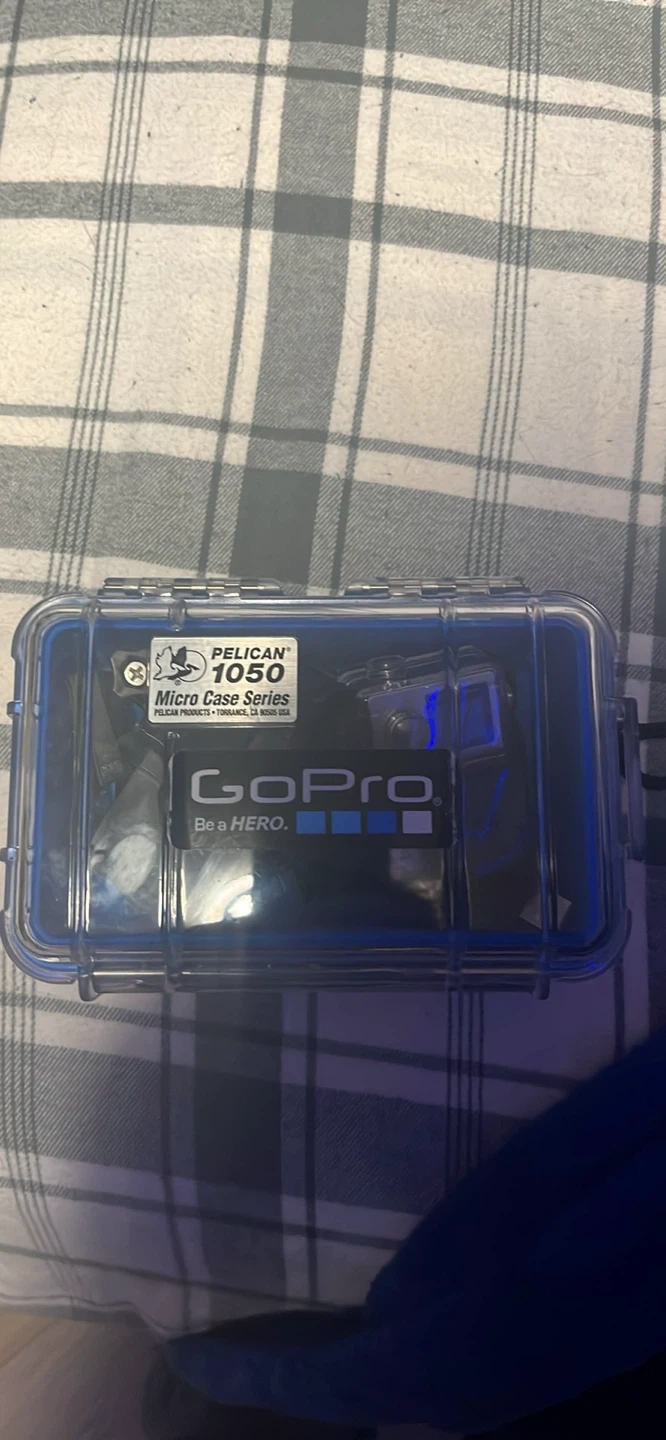 PELICAN®
1050
Micro Case Series
PELICAN PRODUCTS • TORRANCE, CA 90505 USA
GoPro®
Be a HERO.